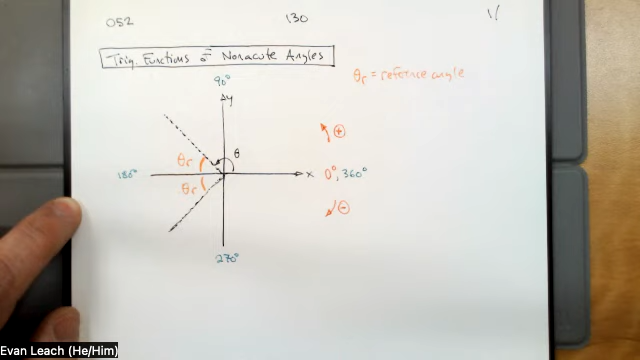 052 130 1/
Trig. Functions of Nonacute Angles
90°
θr = reference angle
y
⊕
θr θ
180° x 0°, 360°
θr
⊖
270°
Evan Leach (He/Him)